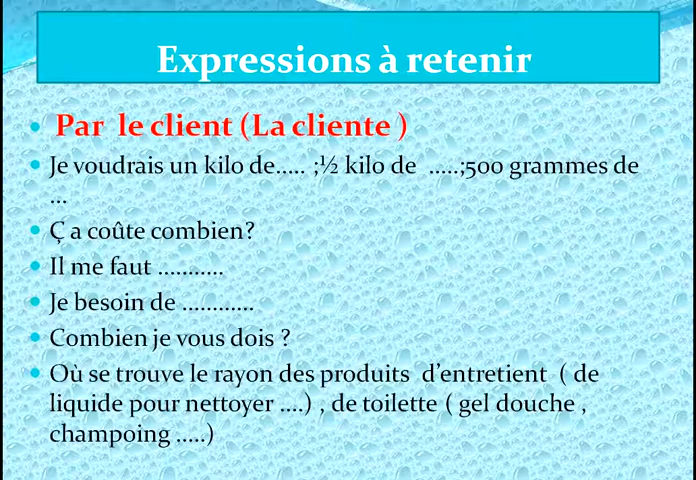 Expressions à retenir
Par le client (La cliente )
Je voudrais un kilo de..... ;½ kilo de .....;500 grammes de
...
Ç a coûte combien?
Il me faut ...........
Je besoin de ............
Combien je vous dois ?
Où se trouve le rayon des produits d’entretient ( de
liquide pour nettoyer ....) , de toilette ( gel douche ,
champoing .....)